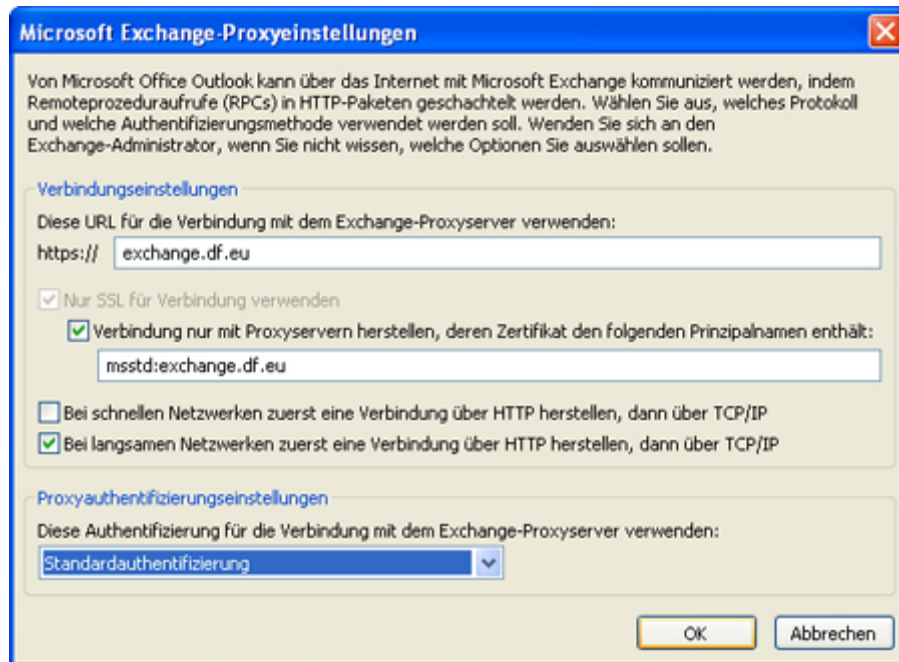 Microsoft Exchange-Proxyeinstellungen
Von Microsoft Office Outlook kann über das Internet mit Microsoft Exchange kommuniziert werden, indem
Remoteprozeduraufrufe (RPCs) in HTTP-Paketen geschachtelt werden. Wählen Sie aus, welches Protokoll
und welche Authentifizierungsmethode verwendet werden soll. Wenden Sie sich an den
Exchange-Administrator, wenn Sie nicht wissen, welche Optionen Sie auswählen sollen.
Verbindungseinstellungen
Diese URL für die Verbindung mit dem Exchange-Proxyserver verwenden:
https:// exchange.df.eu
Nur SSL für Verbindung verwenden
Verbindung nur mit Proxyservern herstellen, deren Zertifikat den folgenden Prinzipalnamen enthält:
msstd:exchange.df.eu
Bei schnellen Netzwerken zuerst eine Verbindung über HTTP herstellen, dann über TCP/IP
Bei langsamen Netzwerken zuerst eine Verbindung über HTTP herstellen, dann über TCP/IP
Proxyauthentifizierungseinstellungen
Diese Authentifizierung für die Verbindung mit dem Exchange-Proxyserver verwenden:
Standardauthentifizierung
OK Abbrechen